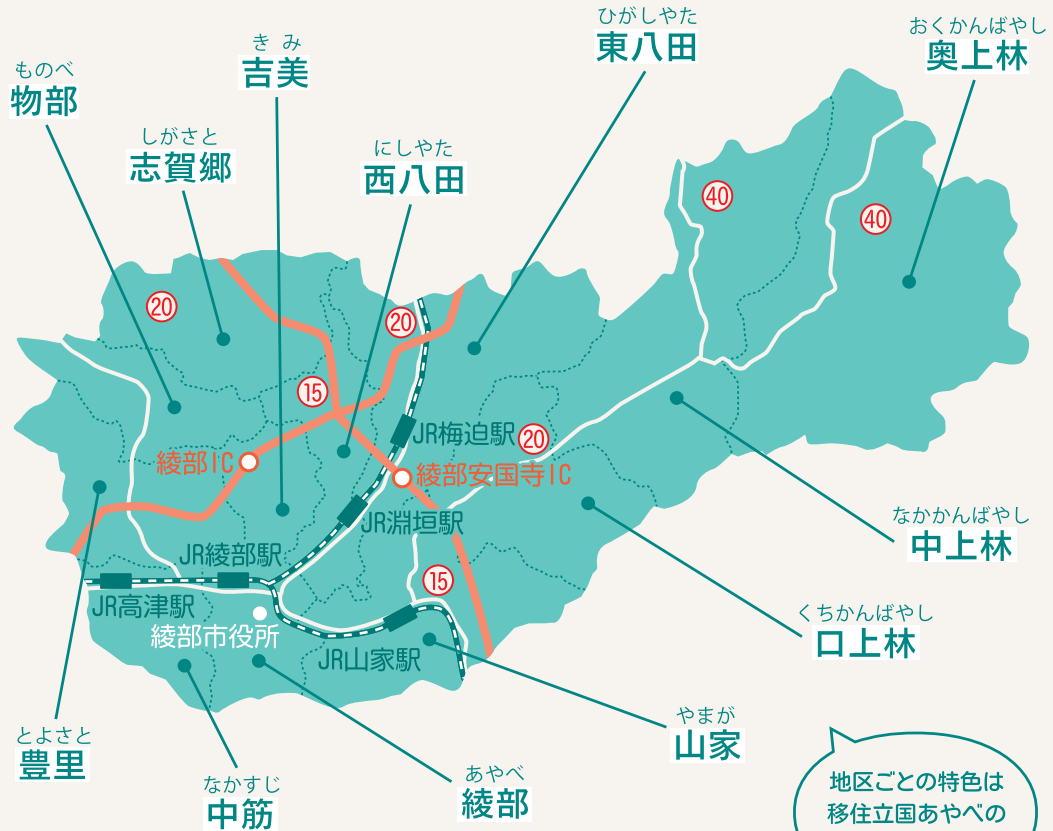 ひがしやた
東八田
おくかんばやし
奥上林
きみ
吉美
ものべ
物部
しがさと
志賀郷
にしやた
西八田
40
40
20
20
15
JR梅迫駅
20
綾部IC
綾部安国寺IC
JR淵垣駅
なかかんばやし
中上林
JR綾部駅
15
JR高津駅
綾部市役所
くちかんばやし
口上林
JR山家駅
やまが
山家
とよさと
豊里
なかすじ
中筋
あやべ
綾部
地区ごとの特色は
移住立国あやべの